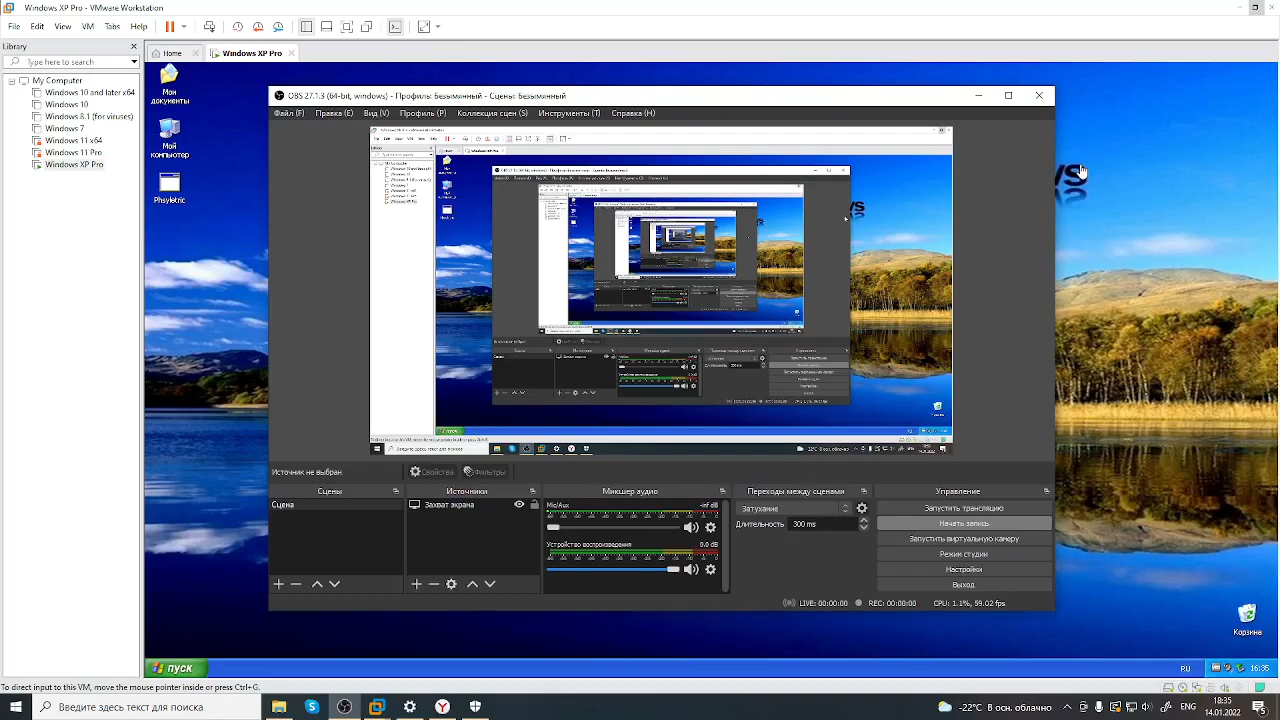 Windows XP Pro - VMware Workstation
File Edit View VM Tabs Help
Library
Type here to search
My Computer
Windows 10 and later x64
Windows 10
Windows 8.1 (for videos)
Windows 7
Windows 11 Pro
Windows 11 x64
Windows XP Pro
Home
Windows XP Pro
Мои документы
Мой компьютер
OBS 27.1.3 (64-bit, windows) - Профиль: Безымянный - Сцены: Безымянный
Файл (F) Правка (E) Вид (V) Профиль (P) Коллекция сцен (S) Инструменты (T) Справка (H)
Источник не выбран
Свойства
Фильтры
Сцены
Источники
Микшер аудио
Переходы между сценами
Управление
Сцена
Захват экрана
Mic/Aux
-inf dB
Устройство воспроизведения
0.0 dB
Затухание
Длительность
300 ms
Запустить трансляцию
Начать запись
Запустить виртуальную камеру
Режим студии
Настройки
Выход
LIVE: 00:00:00
REC: 00:00:00
CPU: 1.1%, 59.02 fps
Корзина
пуск
RU
16:35
To direct input to this VM, move the mouse pointer inside or press Ctrl+G.
Введите здесь текст для поиска
-22°C В осн. облачно
18:35
14.01.2022